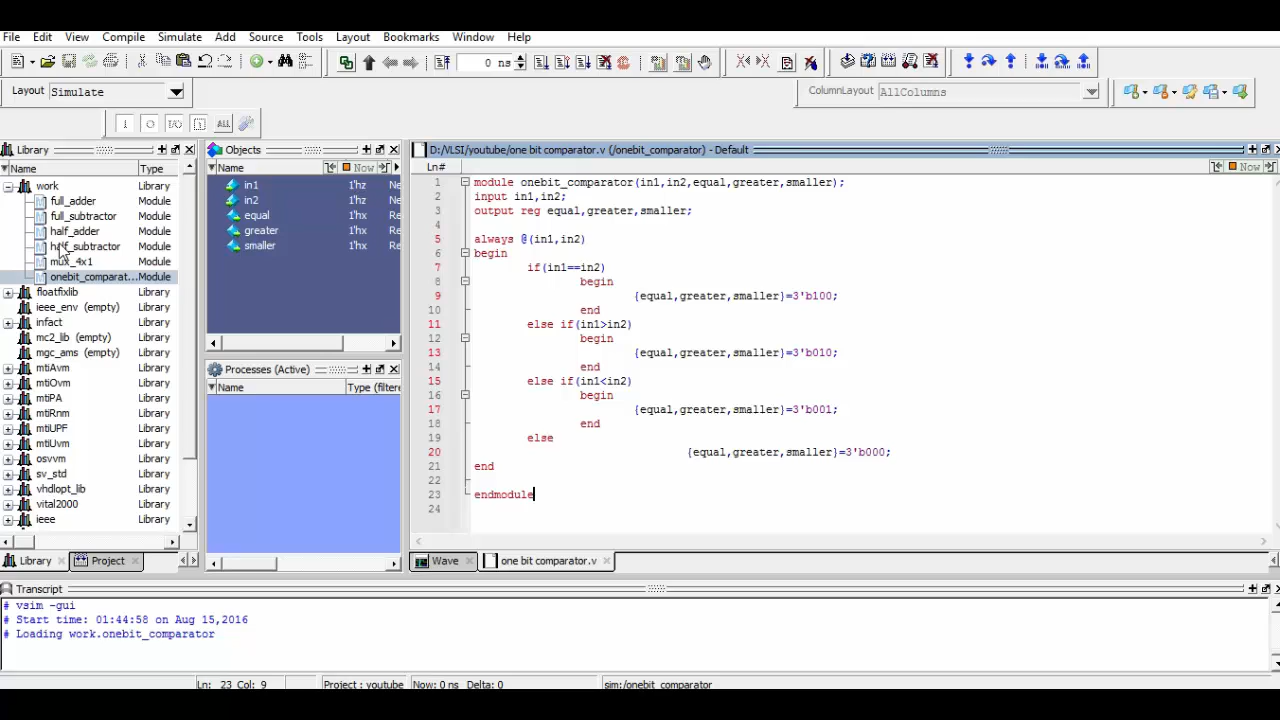 File Edit View Compile Simulate Add Source Tools Layout Bookmarks Window Help
0 ns
Layout Simulate
ColumnLayout AllColumns
ALL
Library
Name Type
work Library
full_adder Module
full_subtractor Module
half_adder Module
half_subtractor Module
mux_4x1 Module
onebit_comparat... Module
floatfixlib Library
ieee_env (empty) Library
infact Library
mc2_lib (empty) Library
mgc_ams (empty) Library
mtiAvm Library
mtiOvm Library
mtiPA Library
mtiRnm Library
mtiUPF Library
mtiUvm Library
osvvm Library
sv_std Library
vhdlopt_lib Library
vital2000 Library
ieee Library
Library Project
Objects
Name Now
in1 1'hz Ne
in2 1'hz Ne
equal 1'hx Re
greater 1'hx Re
smaller 1'hx Re
Processes (Active)
Name Type (filtere
D:/VLSI/youtube/one bit comparator.v (/onebit_comparator) - Default
Ln# Now
1 module onebit_comparator(in1,in2,equal,greater,smaller);
2 input in1,in2;
3 output reg equal,greater,smaller;
4
5 always @(in1,in2)
6 begin
7 if(in1==in2)
8 begin
9 {equal,greater,smaller}=3'b100;
10 end
11 else if(in1>in2)
12 begin
13 {equal,greater,smaller}=3'b010;
14 end
15 else if(in1<in2)
16 begin
17 {equal,greater,smaller}=3'b001;
18 end
19 else
20 {equal,greater,smaller}=3'b000;
21 end
22
23 endmodule
24
Wave one bit comparator.v
Transcript
# vsim -gui
# Start time: 01:44:58 on Aug 15,2016
# Loading work.onebit_comparator
Ln: 23 Col: 9 Project : youtube Now: 0 ns Delta: 0 sim:/onebit_comparator